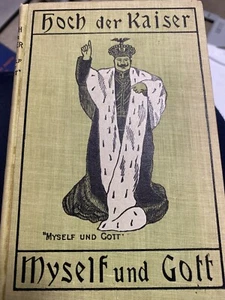 Hoch der Kaiser
"MYSELF UND GOTT"
Myself und Gott